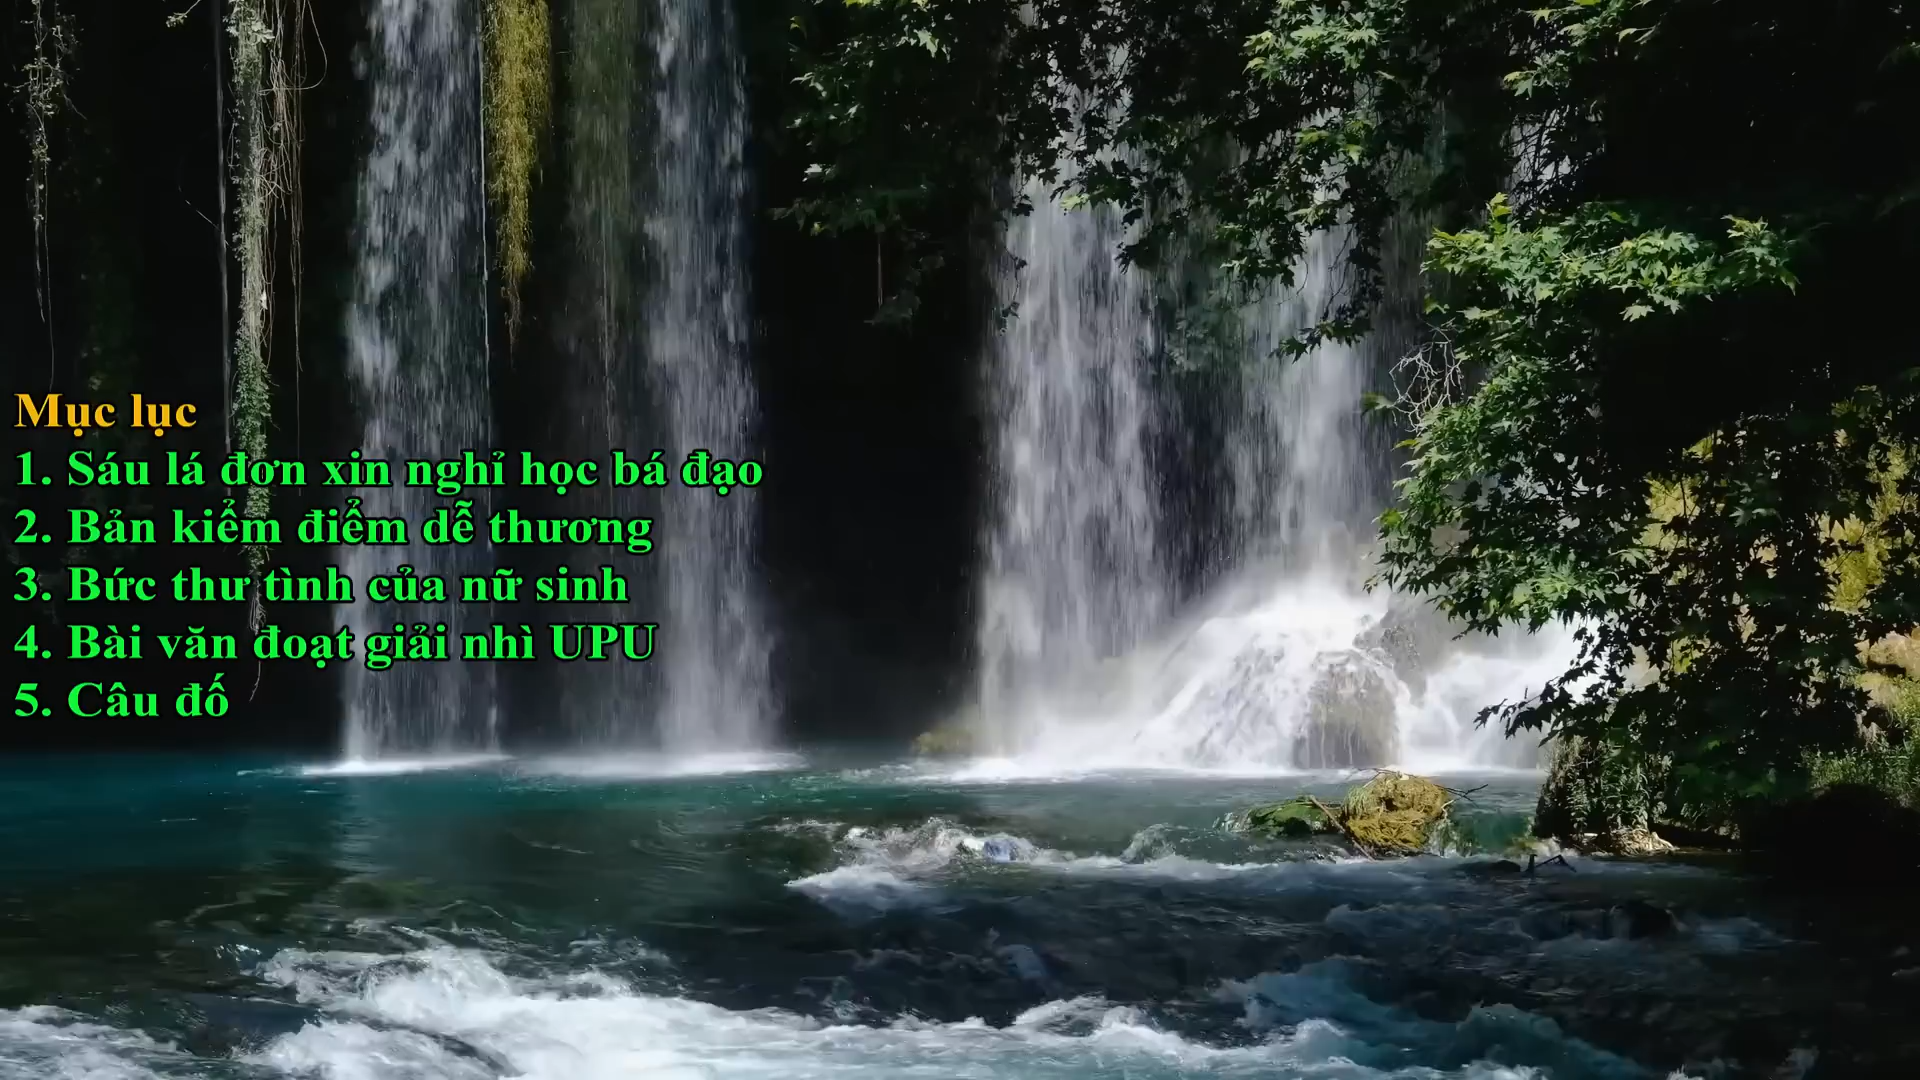 Mục lục
1. Sáu lá đơn xin nghỉ học bá đạo
2. Bản kiểm điểm dễ thương
3. Bức thư tình của nữ sinh
4. Bài văn đoạt giải nhì UPU
5. Câu đố